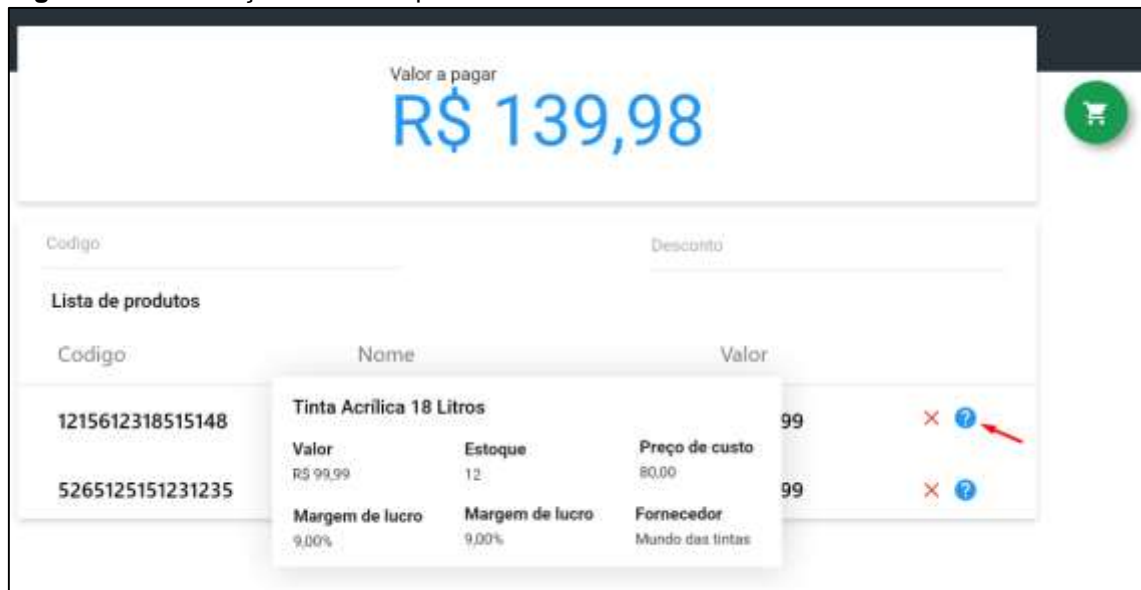 Valor a pagar
R$ 139,98
Codigo Desconto
Lista de produtos
Codigo Nome Valor
1215612318515148 99
5265125151231235 99
Tinta Acrílica 18 Litros
Valor Estoque Preço de custo
R$ 99,99 12 80,00
Margem de lucro Margem de lucro Fornecedor
9,00% 9,00% Mundo das tintas